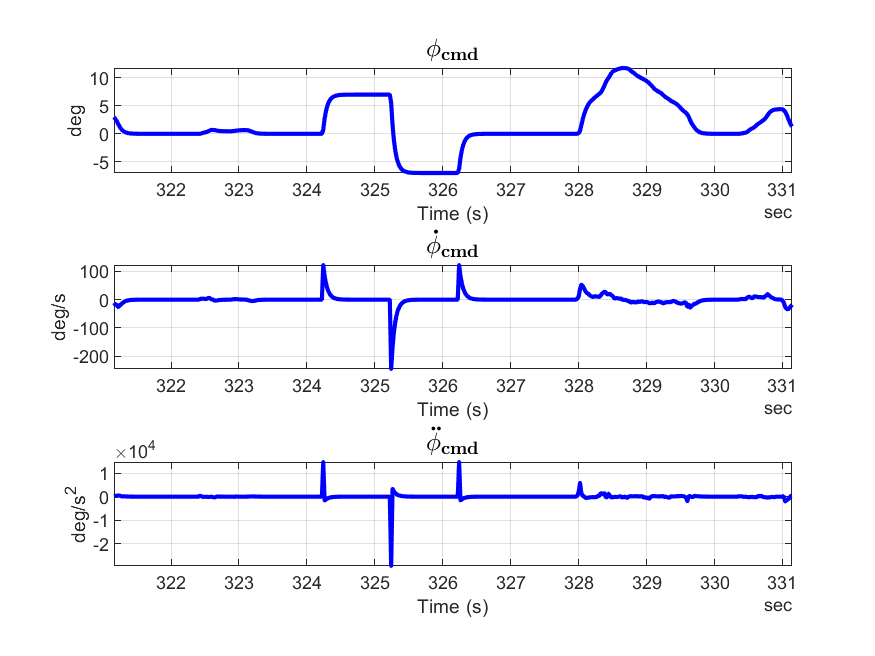 ϕcmd
10
5
0
-5
deg
322 323 324 325 326 327 328 329 330 331
Time (s)
sec
ϕ̇cmd
100
0
-100
-200
deg/s
322 323 324 325 326 327 328 329 330 331
Time (s)
sec
ϕ̈cmd
×10⁴
1
0
-1
-2
deg/s²
322 323 324 325 326 327 328 329 330 331
Time (s)
sec